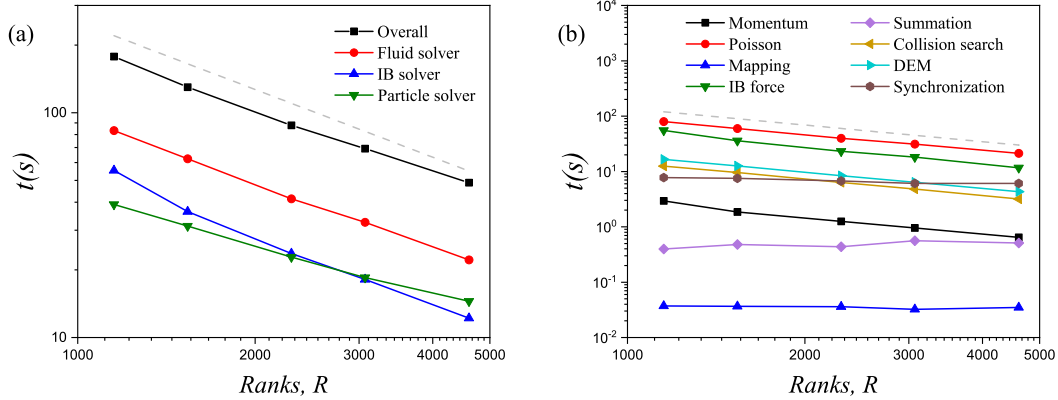 (a)
Overall
Fluid solver
IB solver
Particle solver
100
10
t(s)
1000 2000 3000 4000 5000
Ranks, R
(b)
Momentum Summation
Poisson Collision search
Mapping DEM
IB force Synchronization
10^4
10^3
10^2
10^1
10^0
10^-1
10^-2
t(s)
1000 2000 3000 4000 5000
Ranks, R